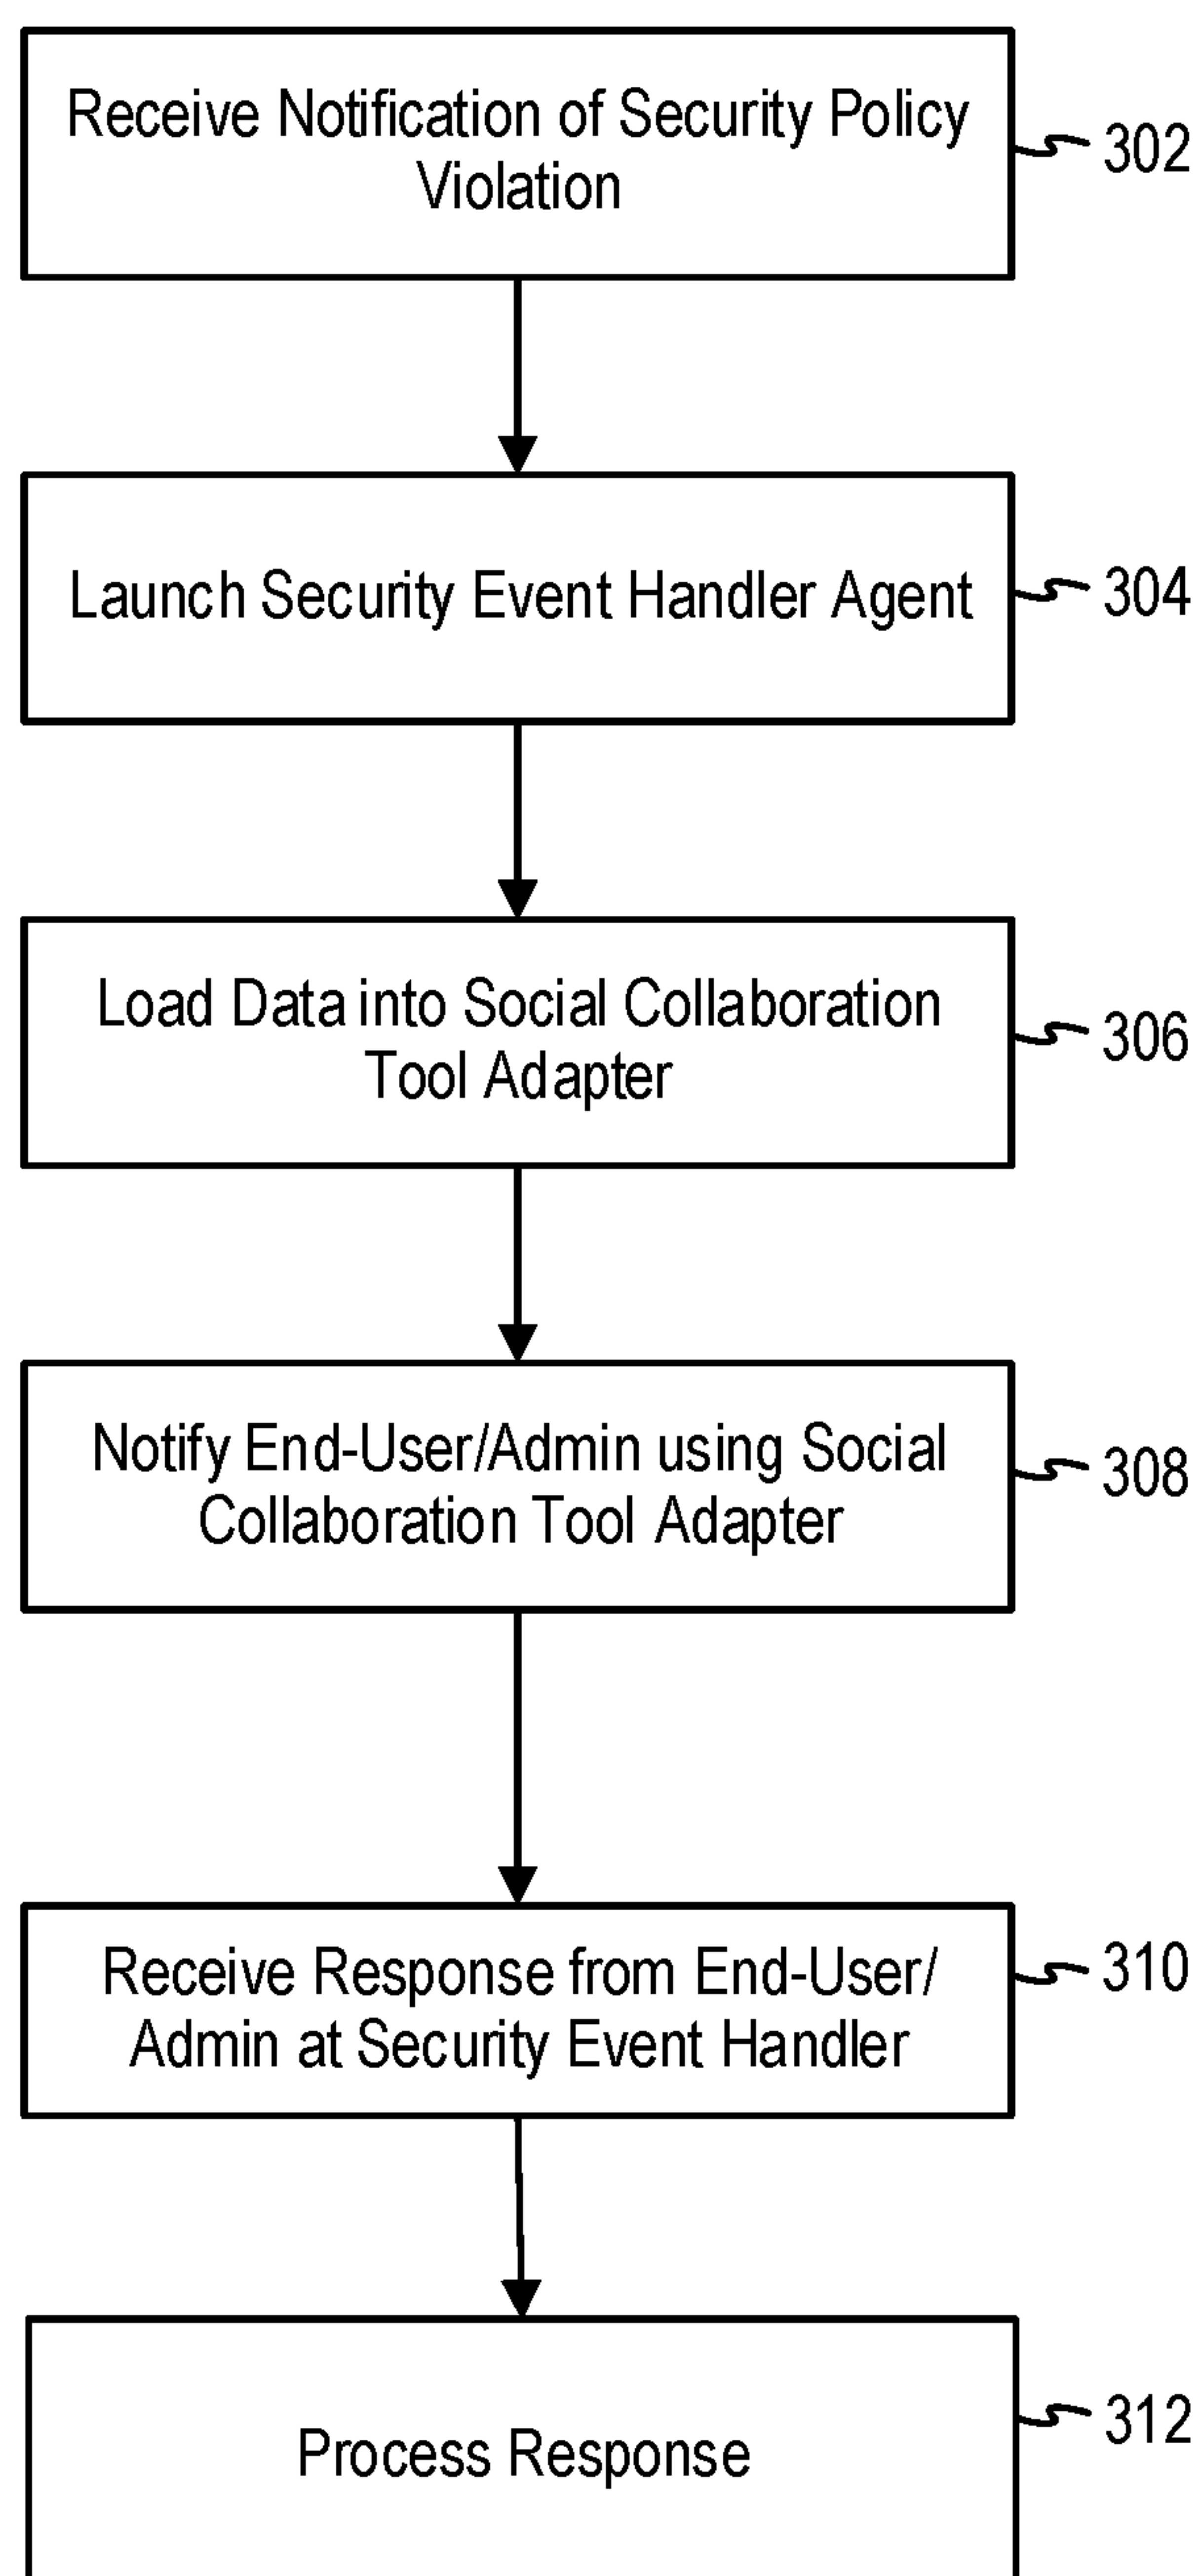 Receive Notification of Security Policy
Violation
302
Launch Security Event Handler Agent
304
Load Data into Social Collaboration
Tool Adapter
306
Notify End-User/Admin using Social
Collaboration Tool Adapter
308
Receive Response from End-User/
Admin at Security Event Handler
310
Process Response
312